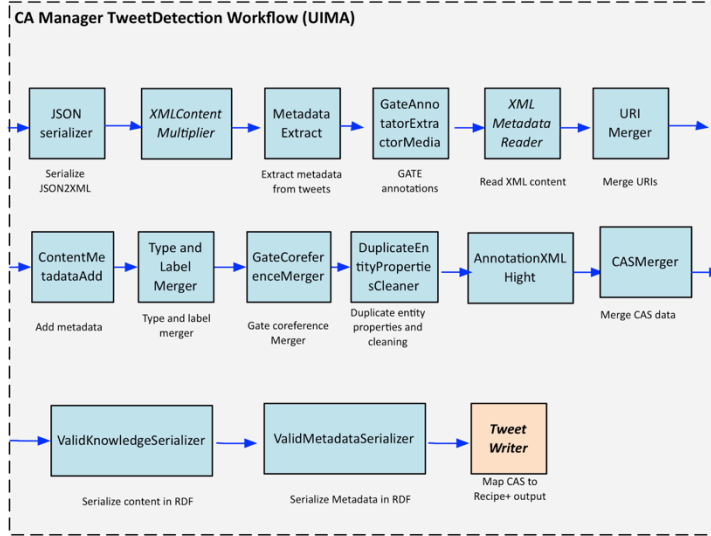 CA Manager TweetDetection Workflow (UIMA)
JSON
serializer
XMLContent
Multiplier
Metadata
Extract
GateAnno
tatorExtra
ctorMedia
XML
Metadata
Reader
URI
Merger
Serialize
JSON2XML
Extract metadata
from tweets
GATE
annotations
Read XML content
Merge URIs
ContentMe
tadataAdd
Type and
Label
Merger
GateCorefer
enceMerger
DuplicateEn
tityPropertie
sCleaner
AnnotationXML
Hight
CASMerger
Add metadata
Type and label
merger
Gate coreference
Merger
Duplicate entity
properties and
cleaning
Merge CAS data
ValidKnowledgeSerializer
ValidMetadataSerializer
Tweet
Writer
Serialize content in RDF
Serialize Metadata in RDF
Map CAS to
Recipe+ output